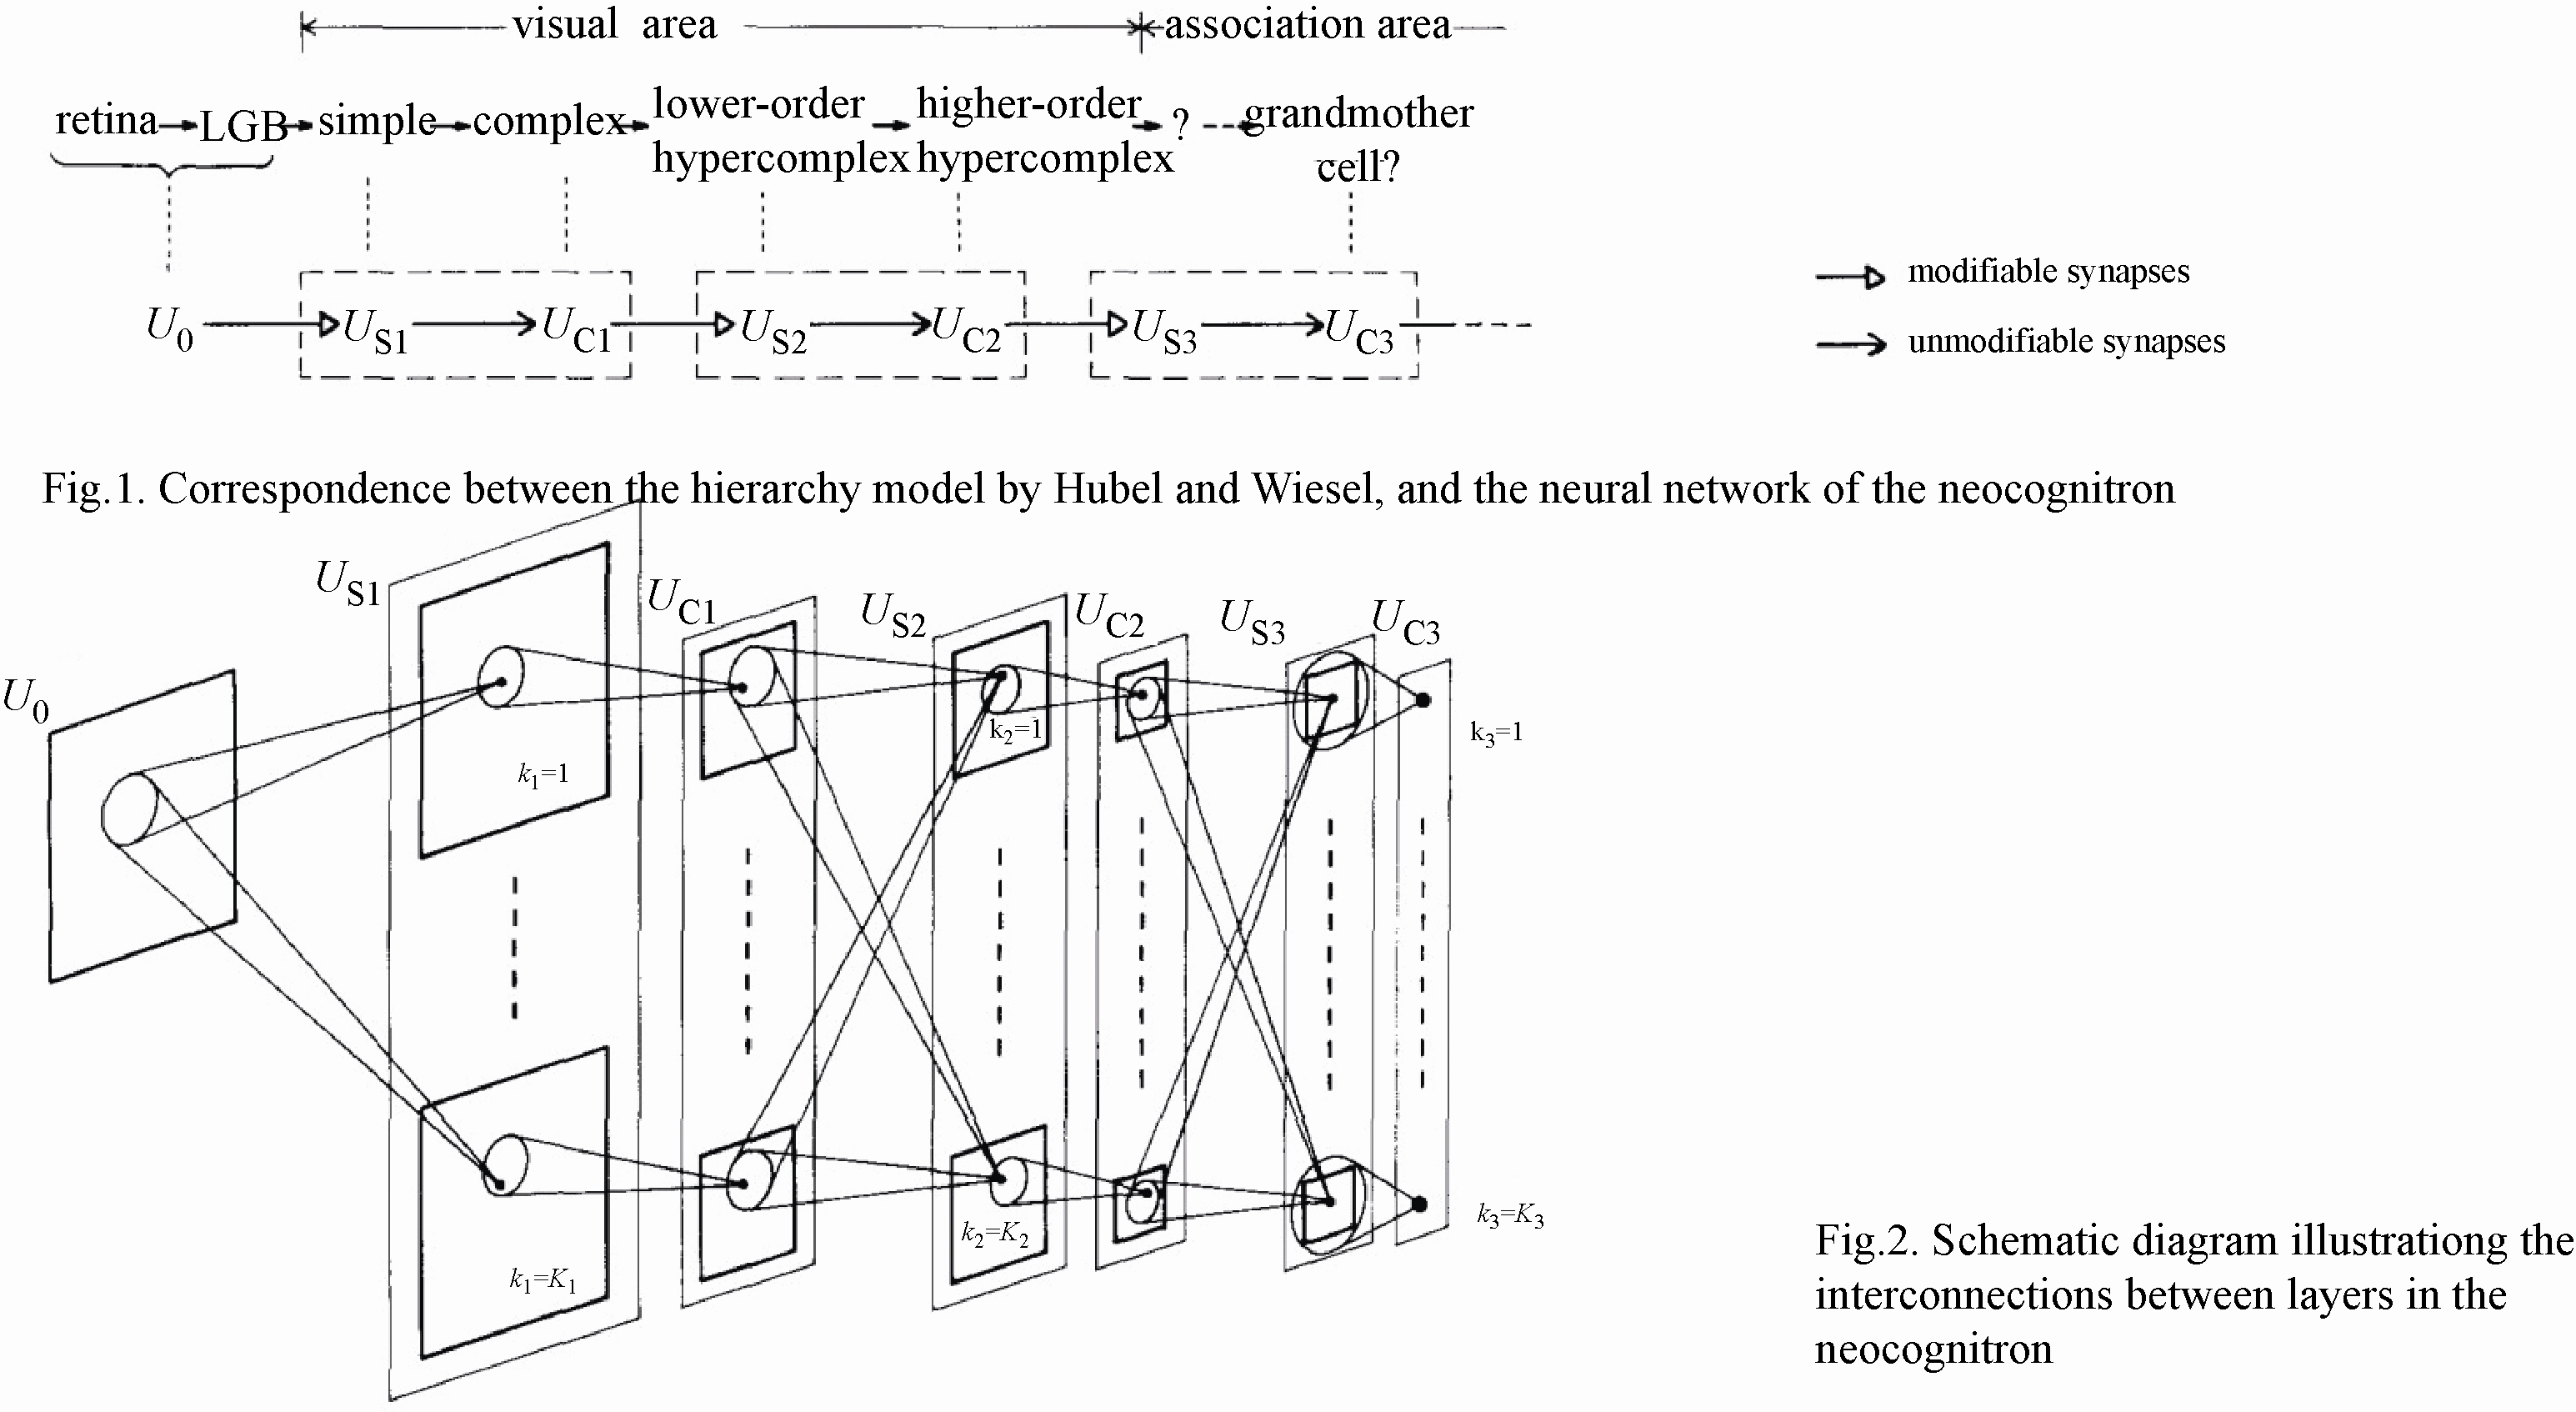 visual area association area
retina LGB simple complex lower-order hypercomplex higher-order hypercomplex ? grandmother cell?
U0 US1 UC1 US2 UC2 US3 UC3
modifiable synapses
unmodifiable synapses
Fig.1. Correspondence between the hierarchy model by Hubel and Wiesel, and the neural network of the neocognitron
U0 US1 UC1 US2 UC2 US3 UC3
k1=1 k2=1 k3=1
k1=K1 k2=K2 k3=K3
Fig.2. Schematic diagram illustrationg the
interconnections between layers in the
neocognitron